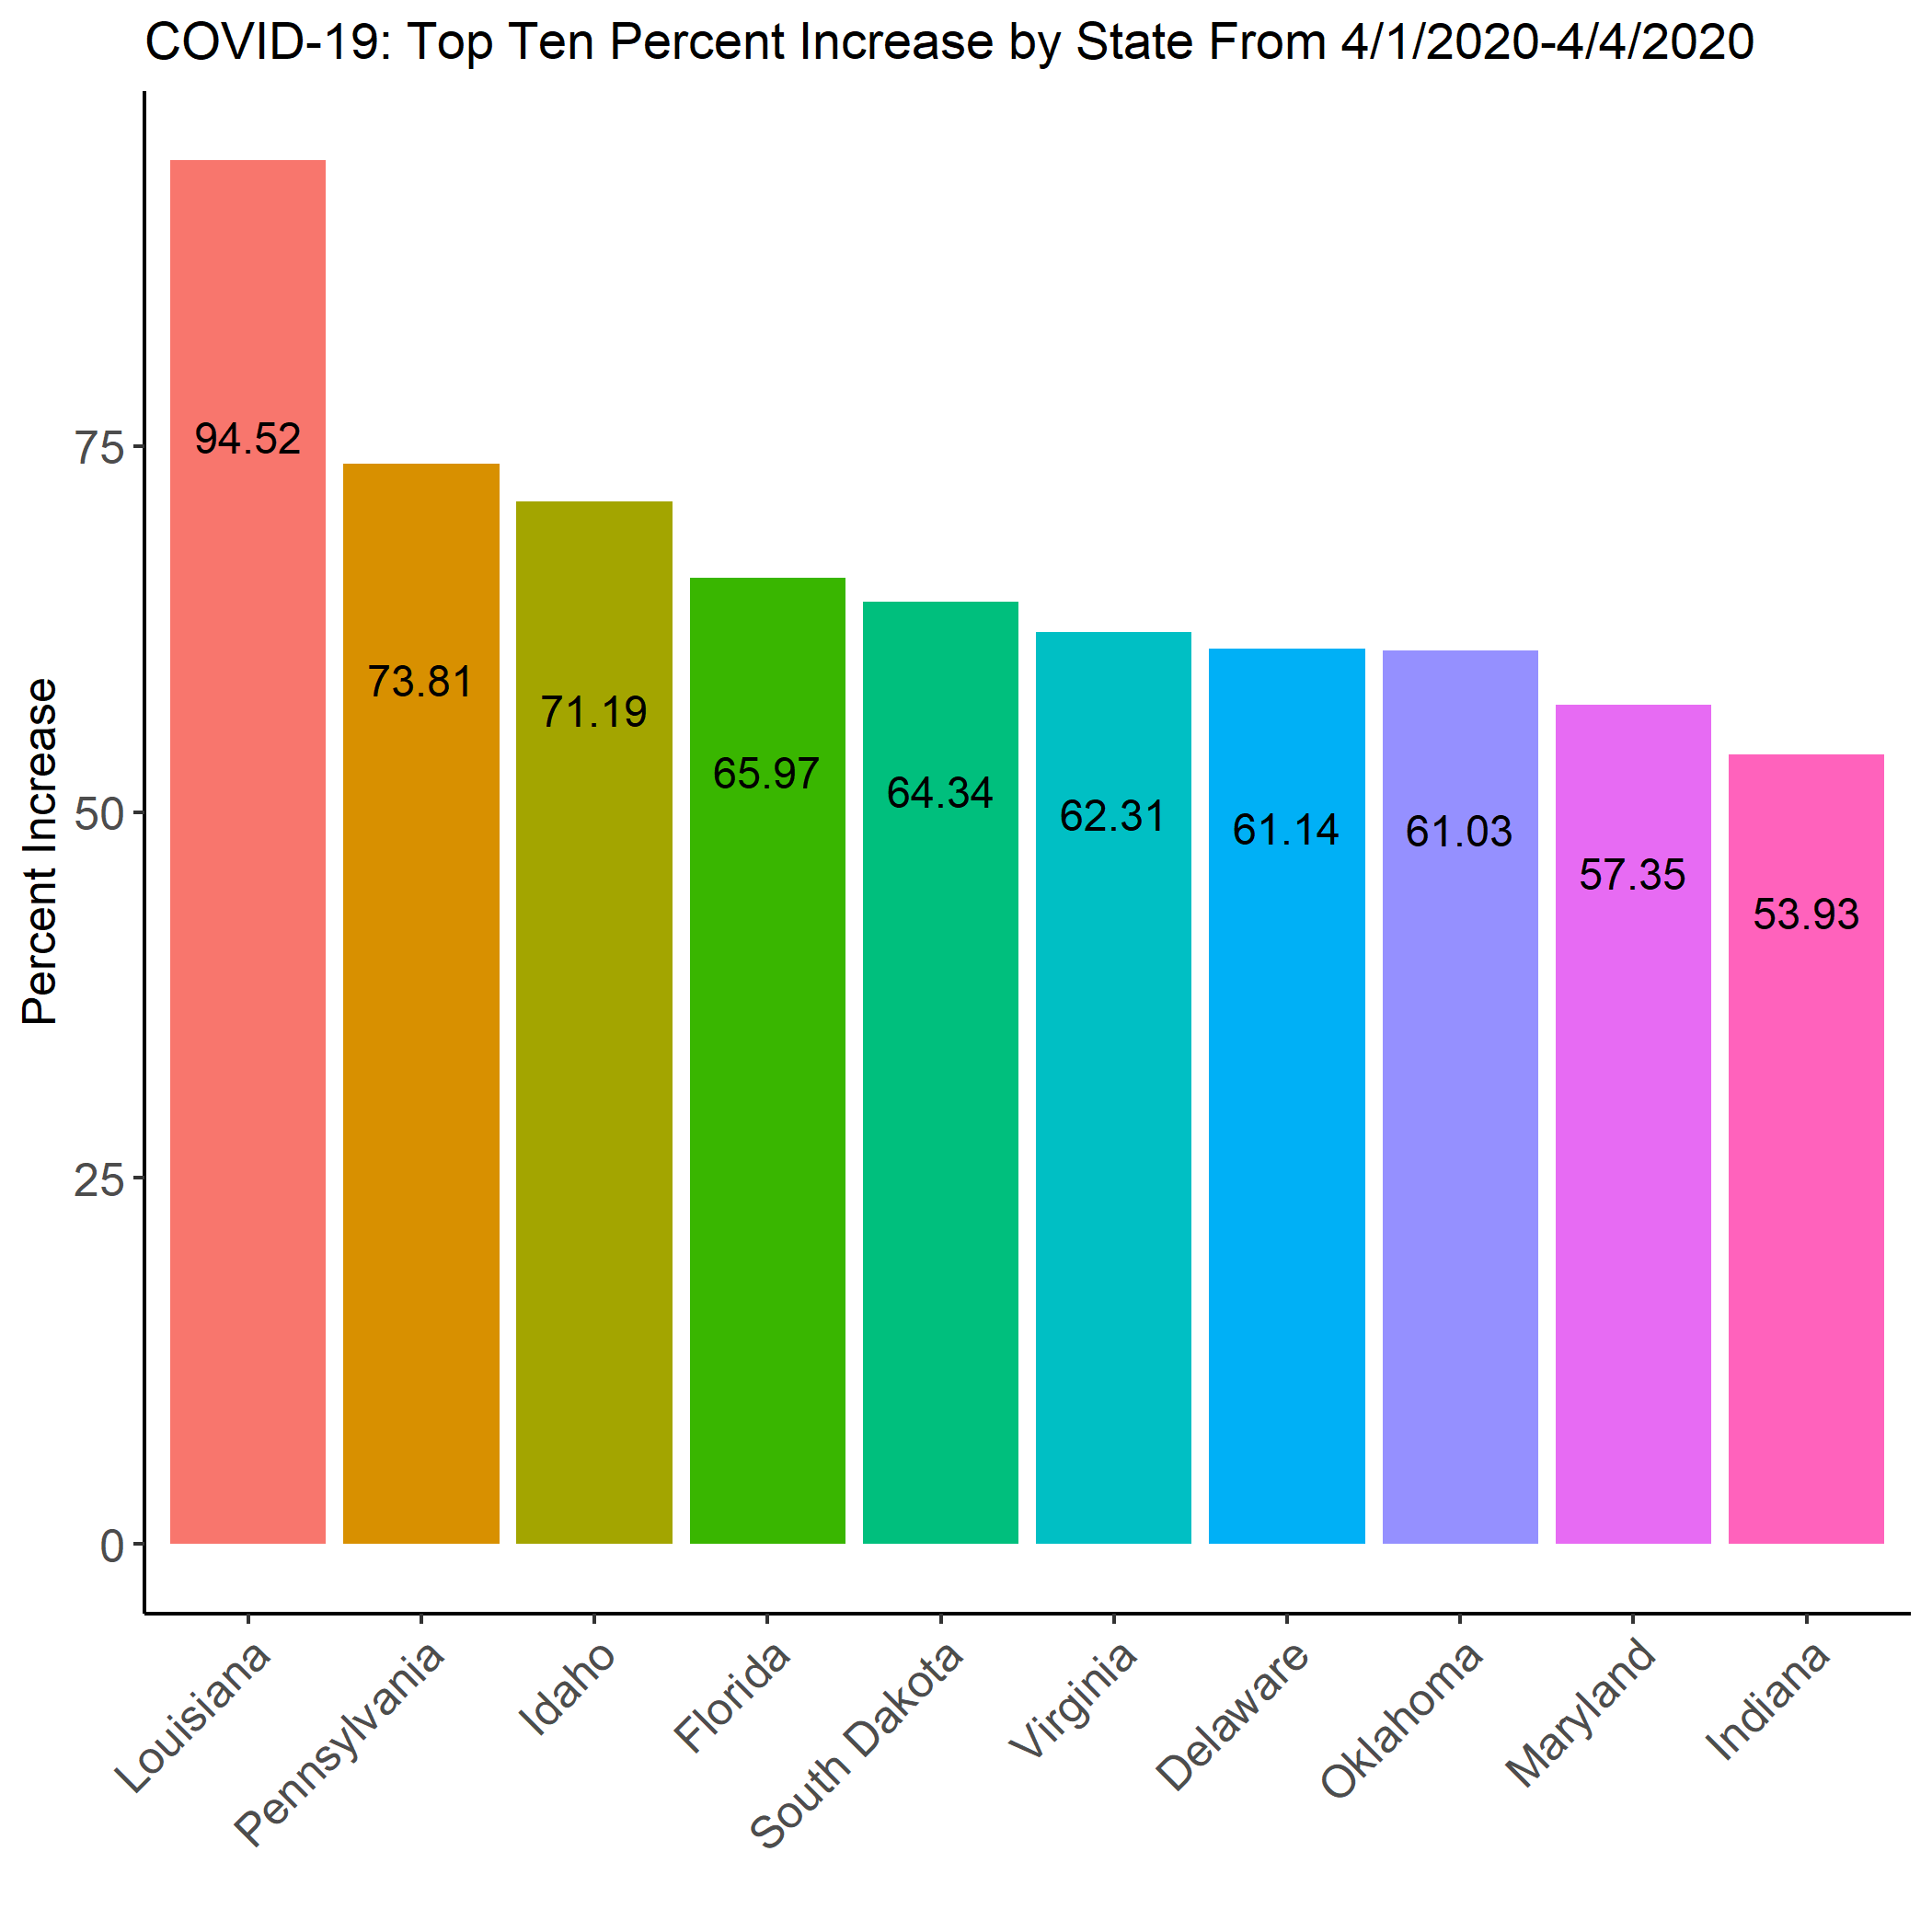 COVID-19: Top Ten Percent Increase by State From 4/1/2020-4/4/2020
Percent Increase
75
50
25
0
94.52
73.81
71.19
65.97
64.34
62.31
61.14
61.03
57.35
53.93
Louisiana
Pennsylvania
Idaho
Florida
South Dakota
Virginia
Delaware
Oklahoma
Maryland
Indiana